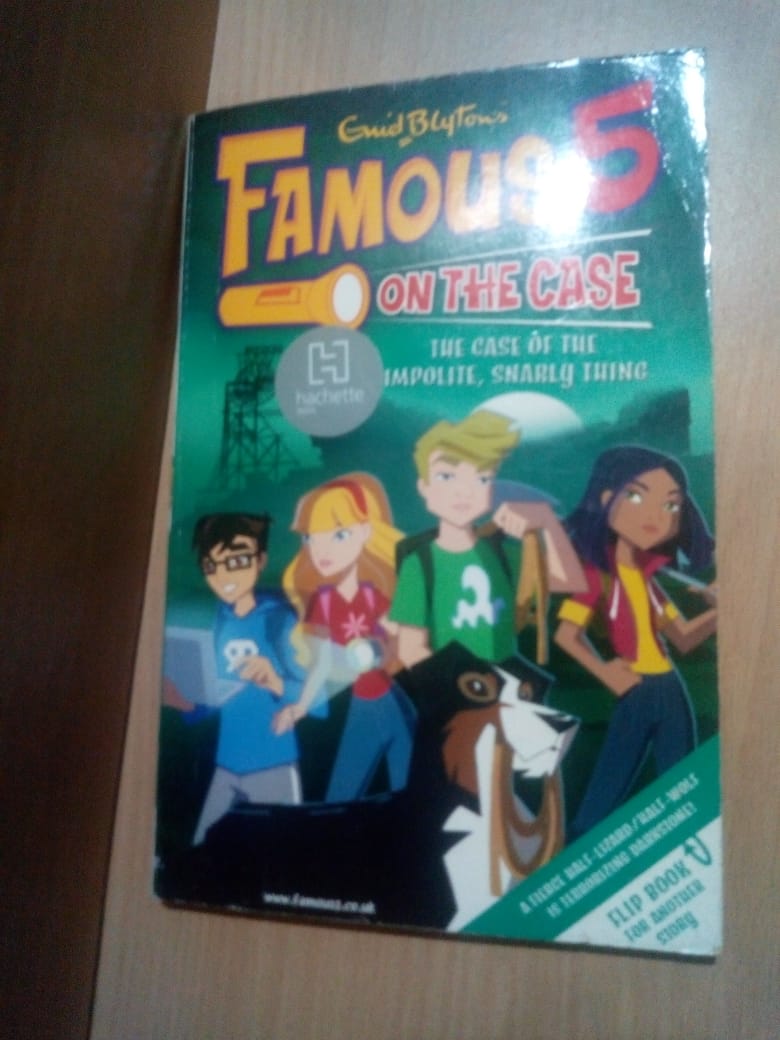 Enid Blyton's
FAMOUS 5
ON THE CASE
THE CASE OF THE
IMPOLITE, SNARLY THING
hachette
A FIERCE HALF-LIZARD/HALF-WOLF
IS TERRORIZING DARKSTONE!
FLIP BOOK
FOR ANOTHER
STORY
www.famous5.co.uk